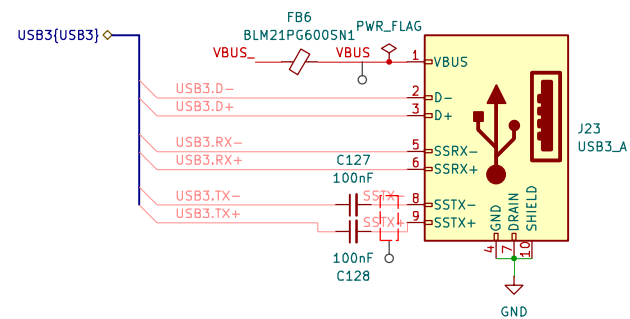 FB6
PWR_FLAG
USB3{USB3}
BLM21PG600SN1
VBUS_
VBUS
1
VBUS
USB3.D-
2
D-
USB3.D+
3
D+
J23
USB3_A
USB3.RX-
5
SSRX-
USB3.RX+
6
SSRX+
C127
100nF
USB3.TX-
SSTX-
8
SSTX-
USB3.TX+
SSTX+
9
SSTX+
GND
DRAIN
SHIELD
4
7
10
100nF
C128
GND